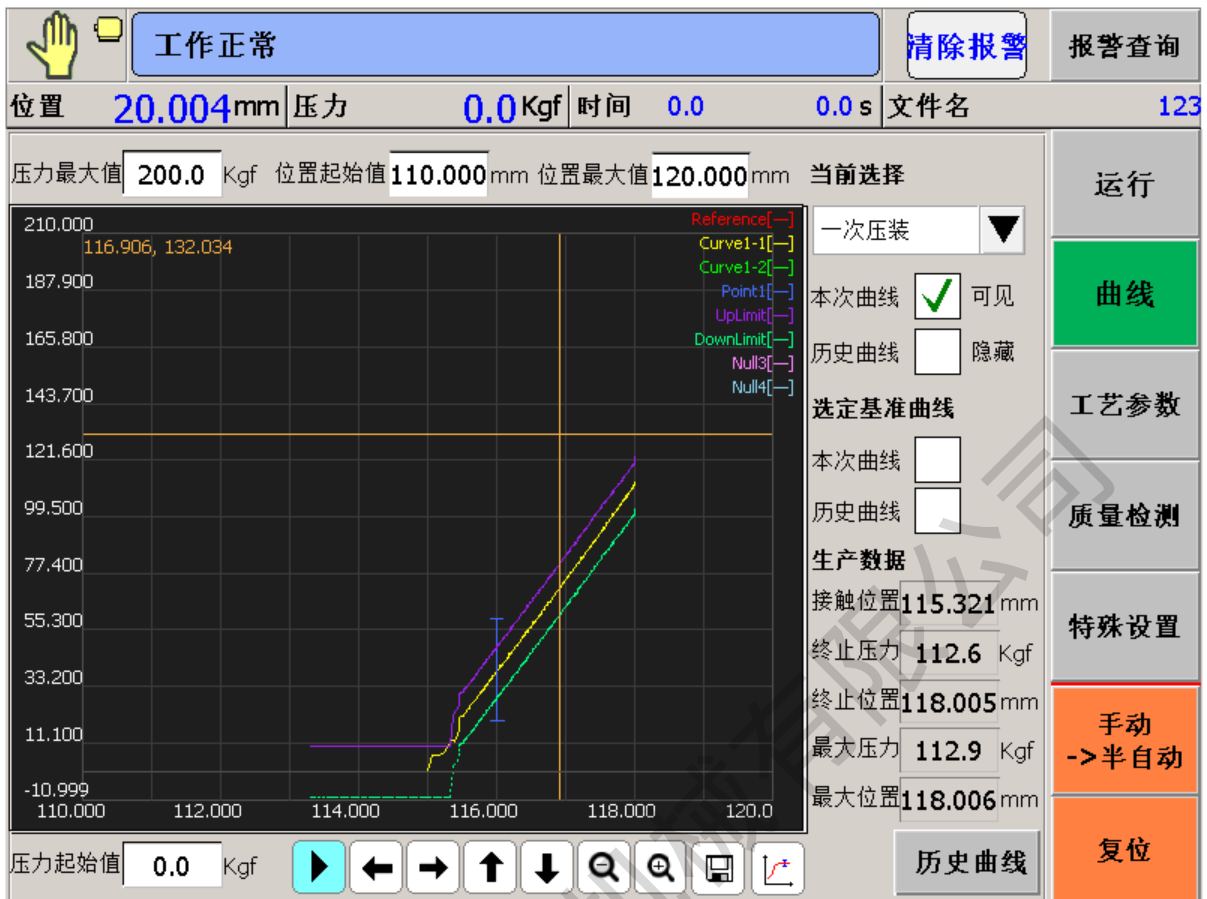 工作正常
清除报警
报警查询
位置 20.004mm 压力 0.0Kgf 时间 0.0 0.0 s 文件名 123
压力最大值 200.0 Kgf 位置起始值 110.000 mm 位置最大值 120.000 mm
210.000
187.900
165.800
143.700
121.600
99.500
77.400
55.300
33.200
11.100
-10.999
110.000 112.000 114.000 116.000 118.000 120.0
116.906, 132.034
Reference[—]
Curve1-1[—]
Curve1-2[—]
Point1[—]
UpLimit[—]
DownLimit[—]
Null3[—]
Null4[—]
压力起始值 0.0 Kgf
当前选择
一次压装
本次曲线 可见
历史曲线 隐藏
选定基准曲线
本次曲线
历史曲线
生产数据
接触位置 115.321 mm
终止压力 112.6 Kgf
终止位置 118.005 mm
最大压力 112.9 Kgf
最大位置 118.006 mm
历史曲线
运行
曲线
工艺参数
质量检测
特殊设置
手动
->半自动
复位
机械有限公司